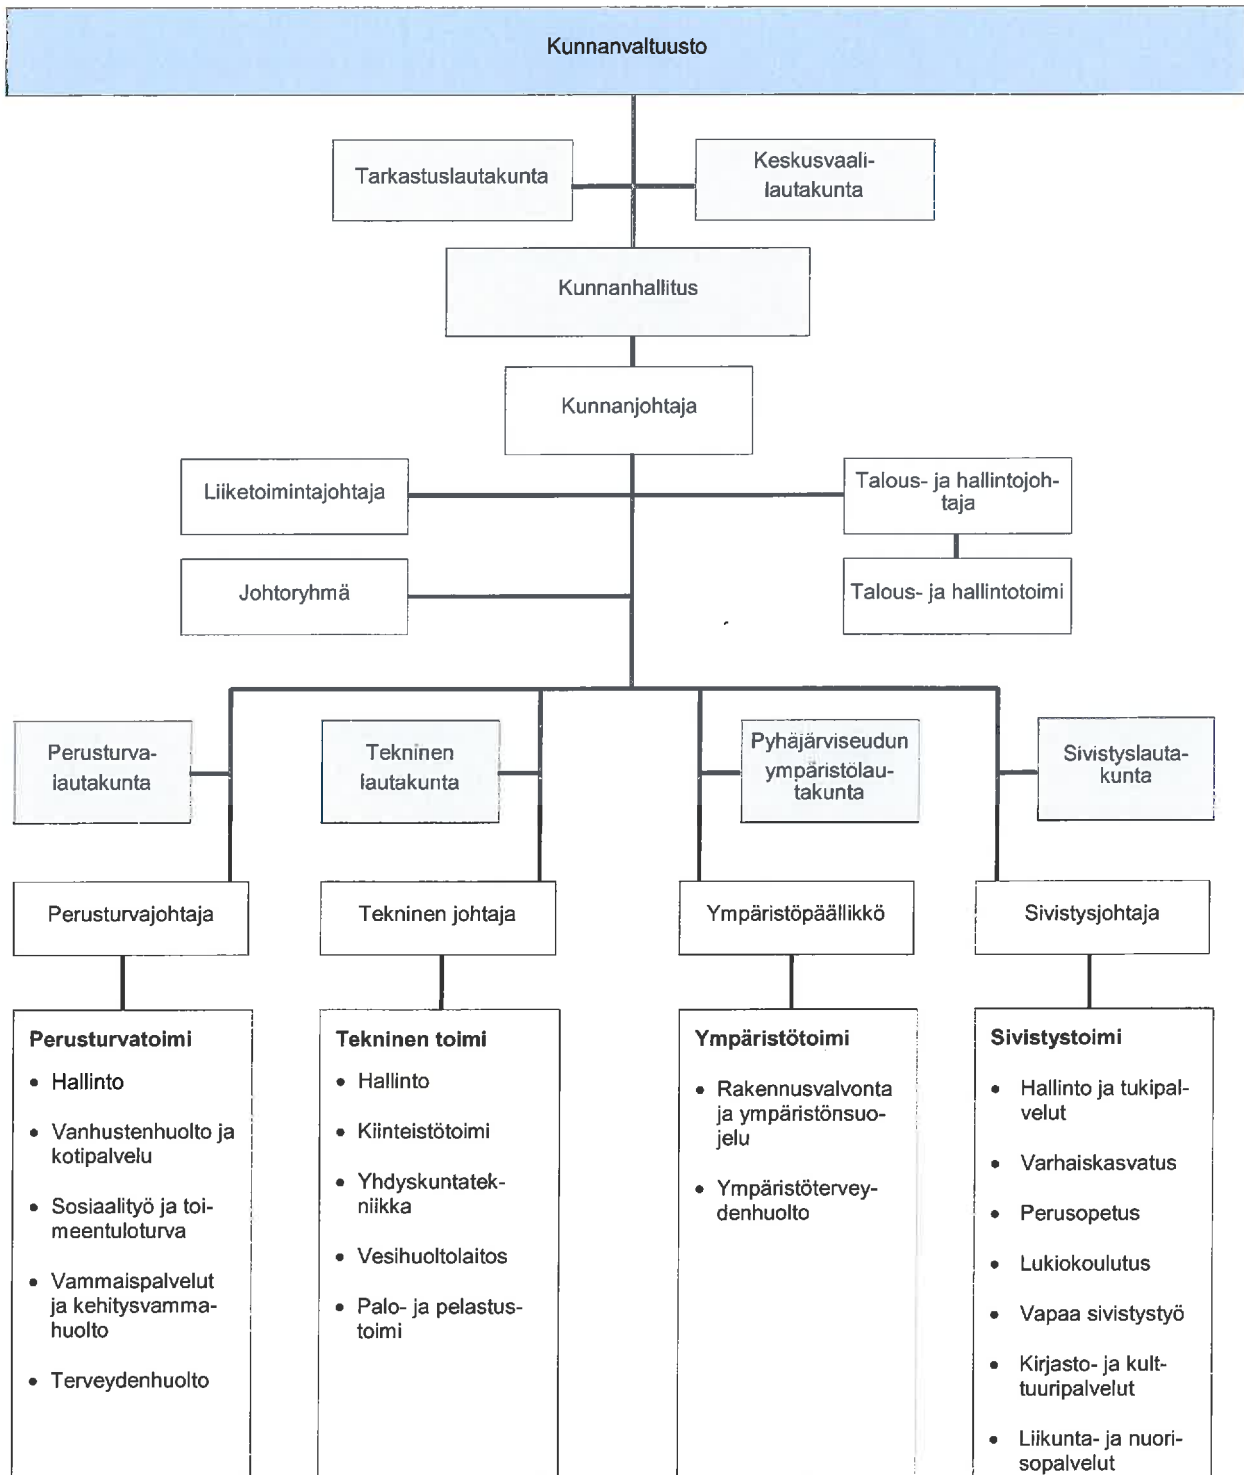 Kunnanvaltuusto
Tarkastuslautakunta
Keskusvaali-
lautakunta
Kunnanhallitus
Kunnanjohtaja
Liiketoimintajohtaja
Talous- ja hallintojoh-
taja
Johtoryhmä
Talous- ja hallintotoimi
Perusturva-
lautakunta
Tekninen
lautakunta
Pyhäjärviseudun
ympäristölau-
takunta
Sivistyslauta-
kunta
Perusturvajohtaja
Tekninen johtaja
Ympäristöpäällikkö
Sivistysjohtaja
Perusturvatoimi
• Hallinto
• Vanhustenhuolto ja
kotipalvelu
• Sosiaalityö ja toi-
meentuloturva
• Vammaispalvelut
ja kehitysvamma-
huolto
• Terveydenhuolto
Tekninen toimi
• Hallinto
• Kiinteistötoimi
• Yhdyskuntatek-
niikka
• Vesihuoltolaitos
• Palo- ja pelastus-
toimi
Ympäristötoimi
• Rakennusvalvonta
ja ympäristönsuo-
jelu
• Ympäristötervey-
denhuolto
Sivistystoimi
• Hallinto ja tukipal-
velut
• Varhaiskasvatus
• Perusopetus
• Lukiokoulutus
• Vapaa sivistystyö
• Kirjasto- ja kult-
tuuripalvelut
• Liikunta- ja nuori-
sopalvelut